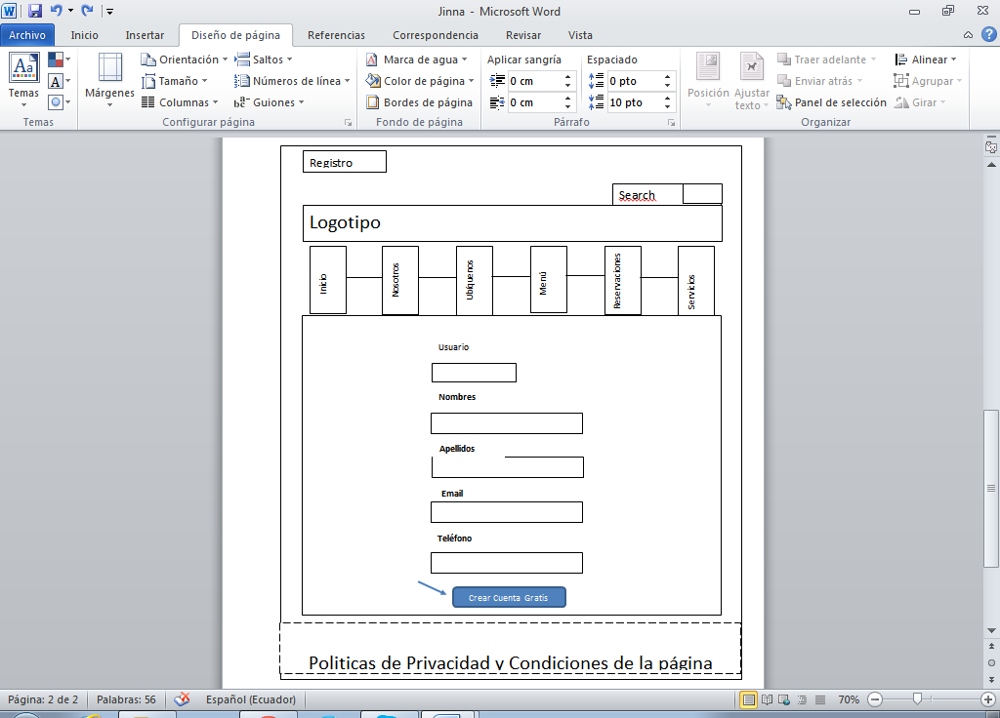 Jinna - Microsoft Word
Archivo Inicio Insertar Diseño de página Referencias Correspondencia Revisar Vista
Temas
Temas
Márgenes
Orientación
Tamaño
Columnas
Saltos
Números de línea
Guiones
Configurar página
Marca de agua
Color de página
Bordes de página
Fondo de página
Aplicar sangría
0 cm
0 cm
Espaciado
0 pto
10 pto
Párrafo
Posición
Ajustar
texto
Traer adelante
Enviar atrás
Panel de selección
Alinear
Agrupar
Girar
Organizar
Registro
Search
Logotipo
Inicio
Nosotros
Ubíquenos
Menú
Reservaciones
Servicios
Usuario
Nombres
Apellidos
Email
Teléfono
Crear Cuenta Gratis
Politicas de Privacidad y Condiciones de la página
Página: 2 de 2 Palabras: 56 Español (Ecuador) 70%